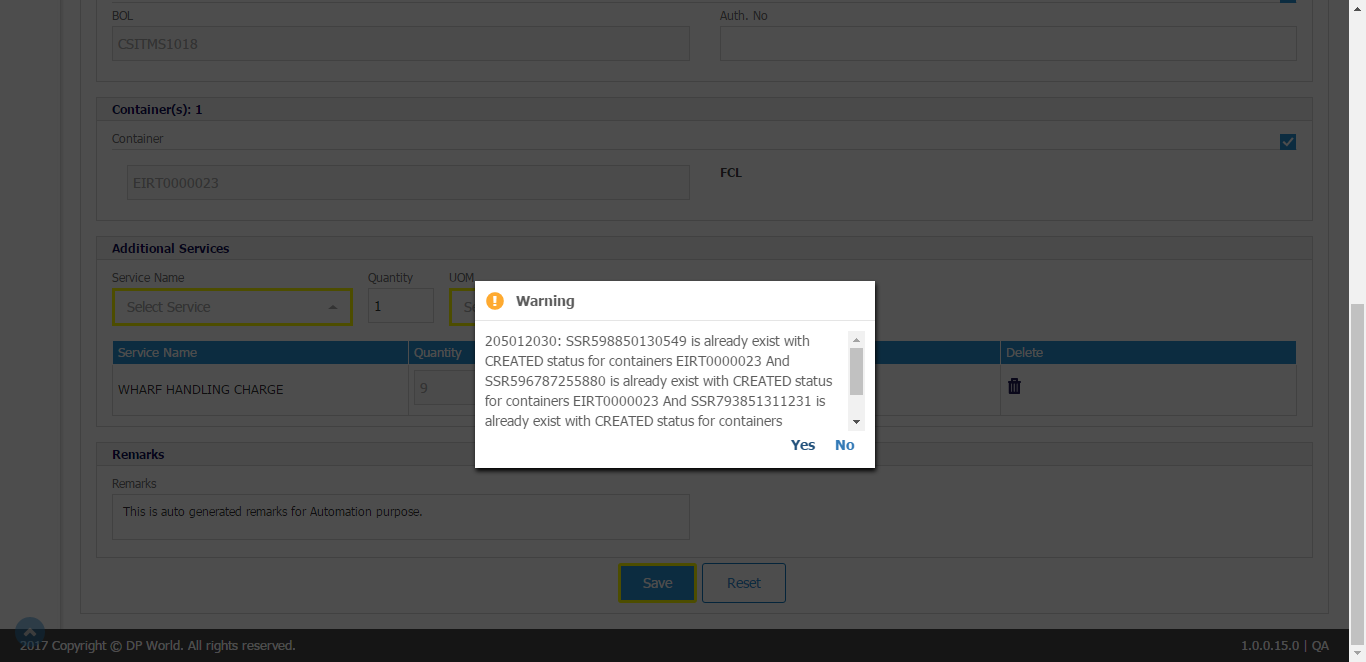 BOL
Auth. No
CSITMS1018
Container(s): 1
Container
EIRT0000023
FCL
Additional Services
Service Name
Quantity
UOM
Select Service
1
Se
Warning
205012030: SSR598850130549 is already exist with
CREATED status for containers EIRT0000023 And
SSR596787255880 is already exist with CREATED status
for containers EIRT0000023 And SSR793851311231 is
already exist with CREATED status for containers
Yes No
Service Name
Quantity
Delete
WHARF HANDLING CHARGE
9
Remarks
Remarks
This is auto generated remarks for Automation purpose.
Save
Reset
2017 Copyright © DP World. All rights reserved.
1.0.0.15.0 | QA